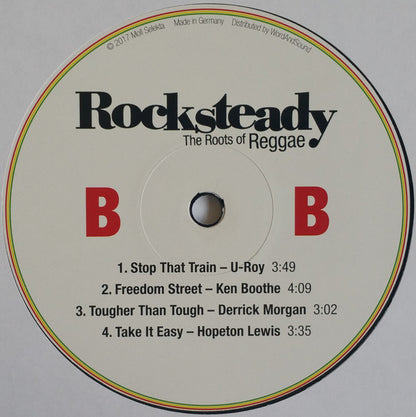 © 2017 Moll Selekta Made in Germany Distributed by WordAndSound
Rocksteady
The Roots of Reggae
B B
1. Stop That Train – U-Roy 3:49
2. Freedom Street – Ken Boothe 4:09
3. Tougher Than Tough – Derrick Morgan 3:02
4. Take It Easy – Hopeton Lewis 3:35